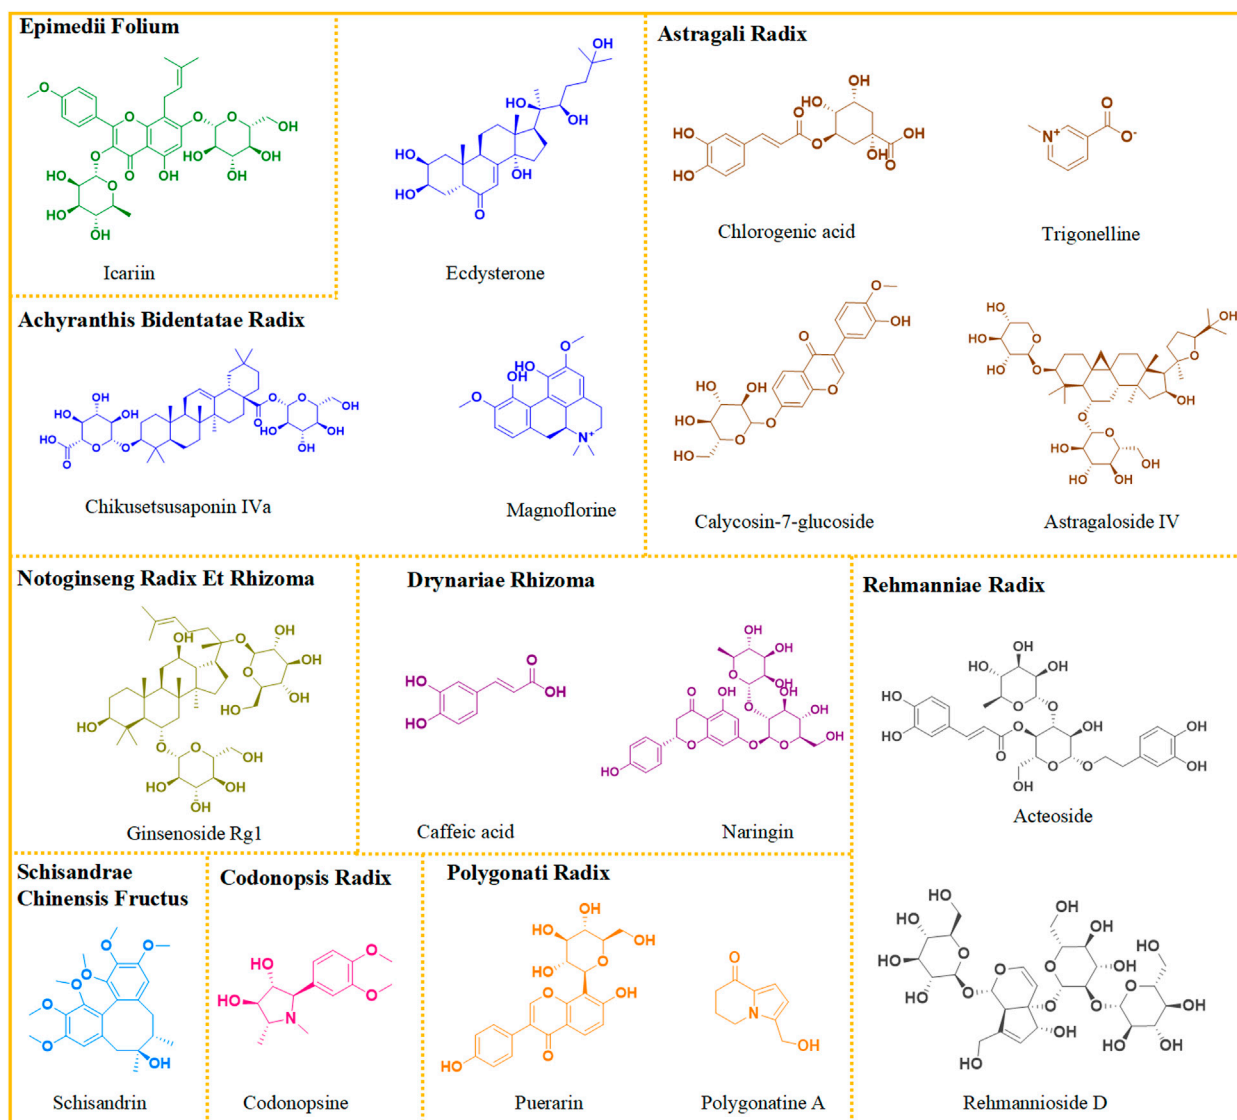 Epimedii Folium
Icariin
Ecdysterone
Achyranthis Bidentatae Radix
Chikusetsusaponin IVa
Magnoflorine
Astragali Radix
Chlorogenic acid
Trigonelline
Calycosin-7-glucoside
Astragaloside IV
Notoginseng Radix Et Rhizoma
Ginsenoside Rg1
Drynariae Rhizoma
Caffeic acid
Naringin
Rehmanniae Radix
Acteoside
Rehmannioside D
Schisandrae
Chinensis Fructus
Schisandrin
Codonopsis Radix
Codonopsine
Polygonati Radix
Puerarin
Polygonatine A